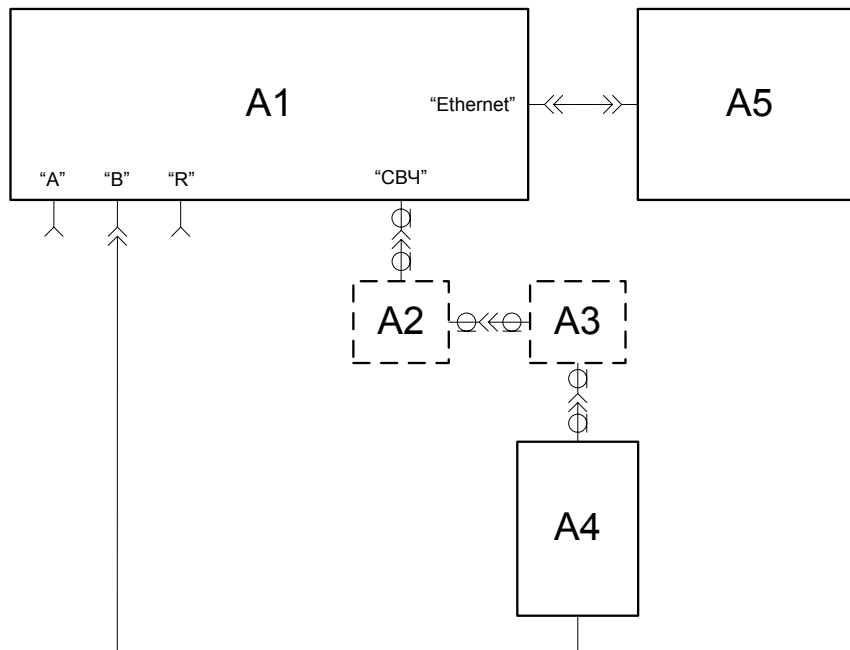 A1
A5
“Ethernet”
“A”
“B”
“R”
“СВЧ”
A2
A3
A4